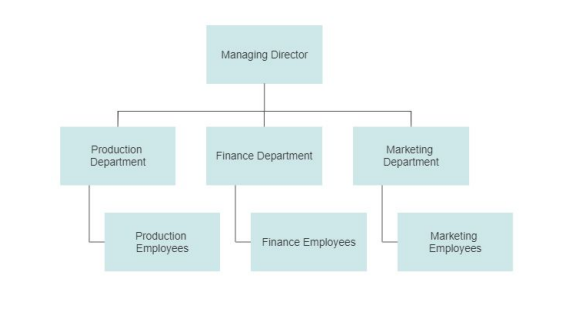 Managing Director
Production
Department
Finance Department
Marketing
Department
Production
Employees
Finance Employees
Marketing
Employees